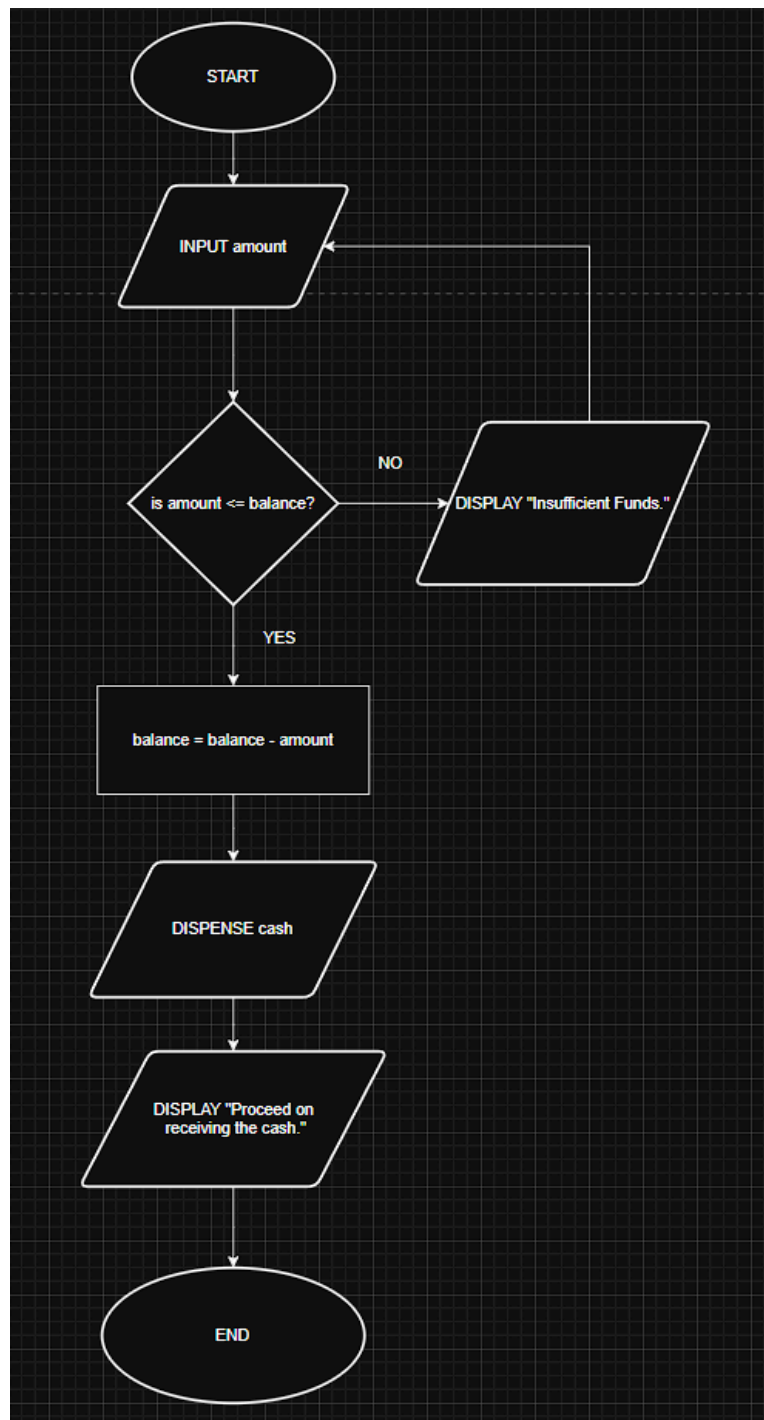 START
INPUT amount
is amount <= balance?
NO
DISPLAY "Insufficient Funds."
YES
balance = balance - amount
DISPENSE cash
DISPLAY "Proceed on
receiving the cash."
END